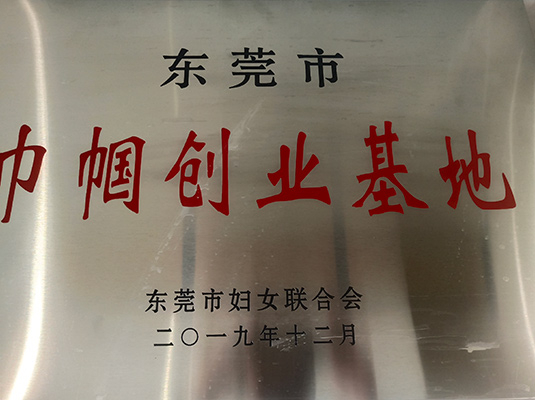 东莞市
巾帼创业基地
东莞市妇女联合会
二〇一九年十二月